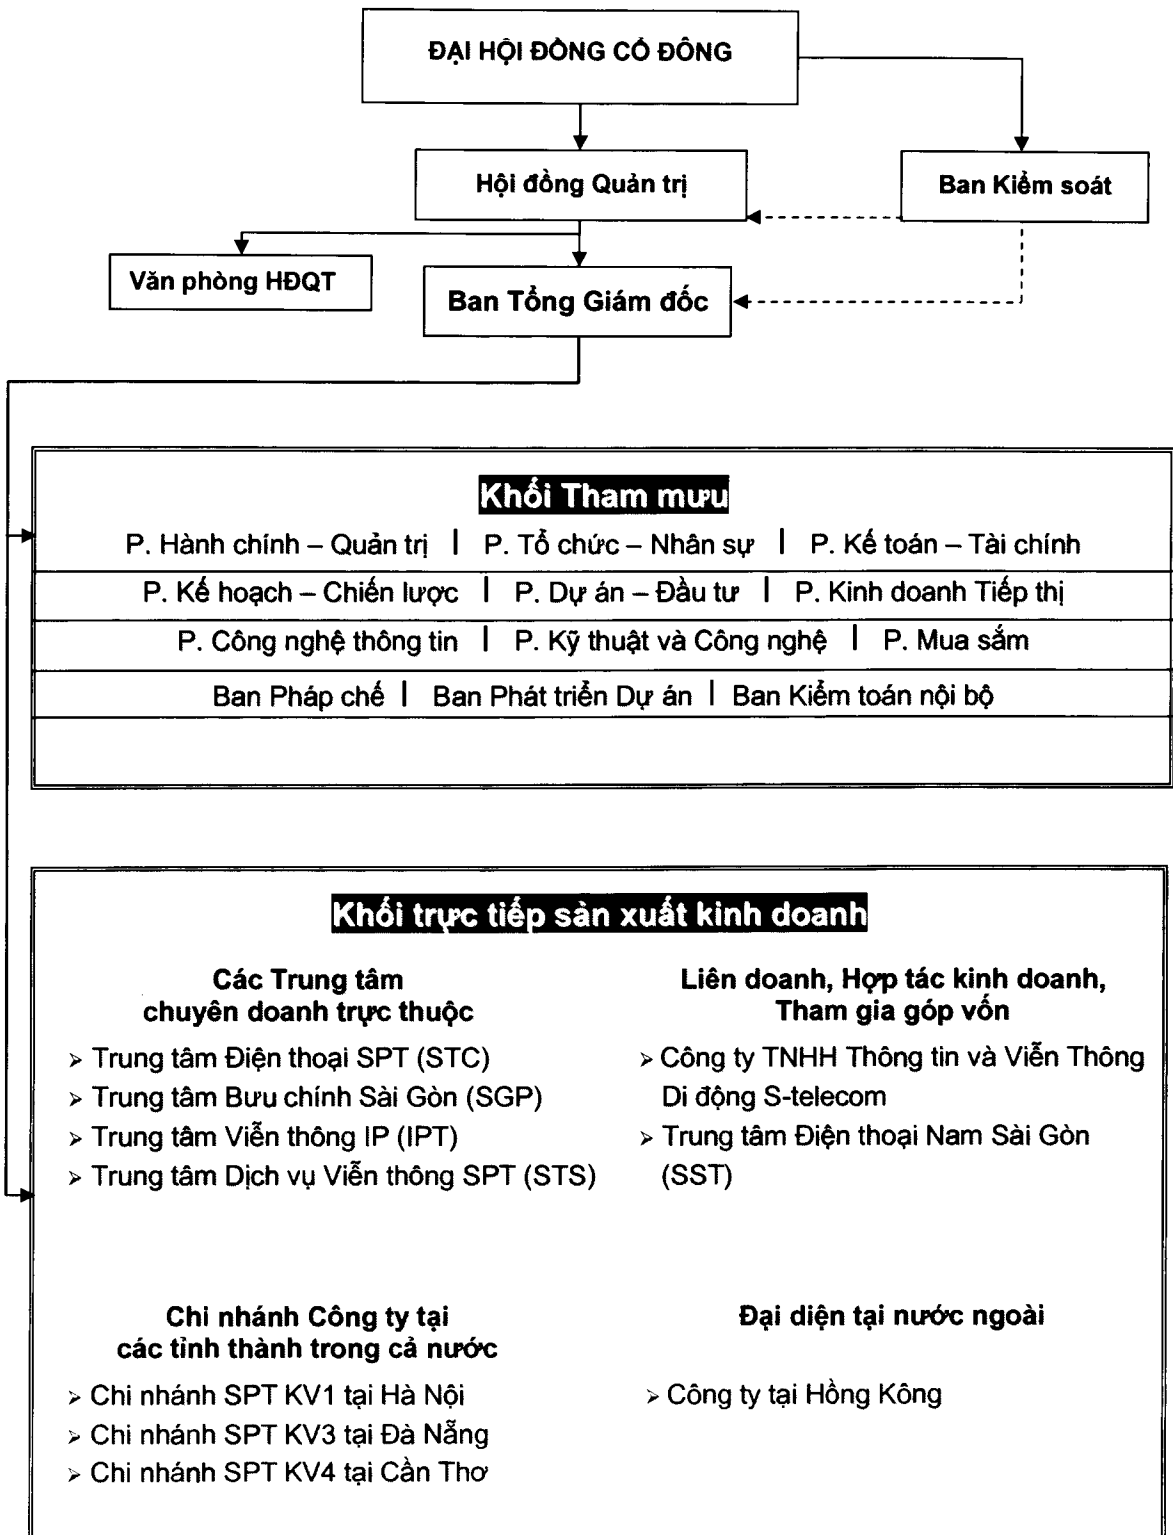 ĐẠI HỘI ĐỒNG CỔ ĐÔNG
Hội đồng Quản trị
Ban Kiểm soát
Văn phòng HĐQT
Ban Tổng Giám đốc
Khối Tham mưu
P. Hành chính – Quản trị | P. Tổ chức – Nhân sự | P. Kế toán – Tài chính
P. Kế hoạch – Chiến lược | P. Dự án – Đầu tư | P. Kinh doanh Tiếp thị
P. Công nghệ thông tin | P. Kỹ thuật và Công nghệ | P. Mua sắm
Ban Pháp chế | Ban Phát triển Dự án | Ban Kiểm toán nội bộ
Khối trực tiếp sản xuất kinh doanh
Các Trung tâm
chuyên doanh trực thuộc
➢ Trung tâm Điện thoại SPT (STC)
➢ Trung tâm Bưu chính Sài Gòn (SGP)
➢ Trung tâm Viễn thông IP (IPT)
➢ Trung tâm Dịch vụ Viễn thông SPT (STS)
Liên doanh, Hợp tác kinh doanh,
Tham gia góp vốn
➢ Công ty TNHH Thông tin và Viễn Thông
Di động S-telecom
➢ Trung tâm Điện thoại Nam Sài Gòn
(SST)
Chi nhánh Công ty tại
các tỉnh thành trong cả nước
➢ Chi nhánh SPT KV1 tại Hà Nội
➢ Chi nhánh SPT KV3 tại Đà Nẵng
➢ Chi nhánh SPT KV4 tại Cần Thơ
Đại diện tại nước ngoài
➢ Công ty tại Hồng Kông